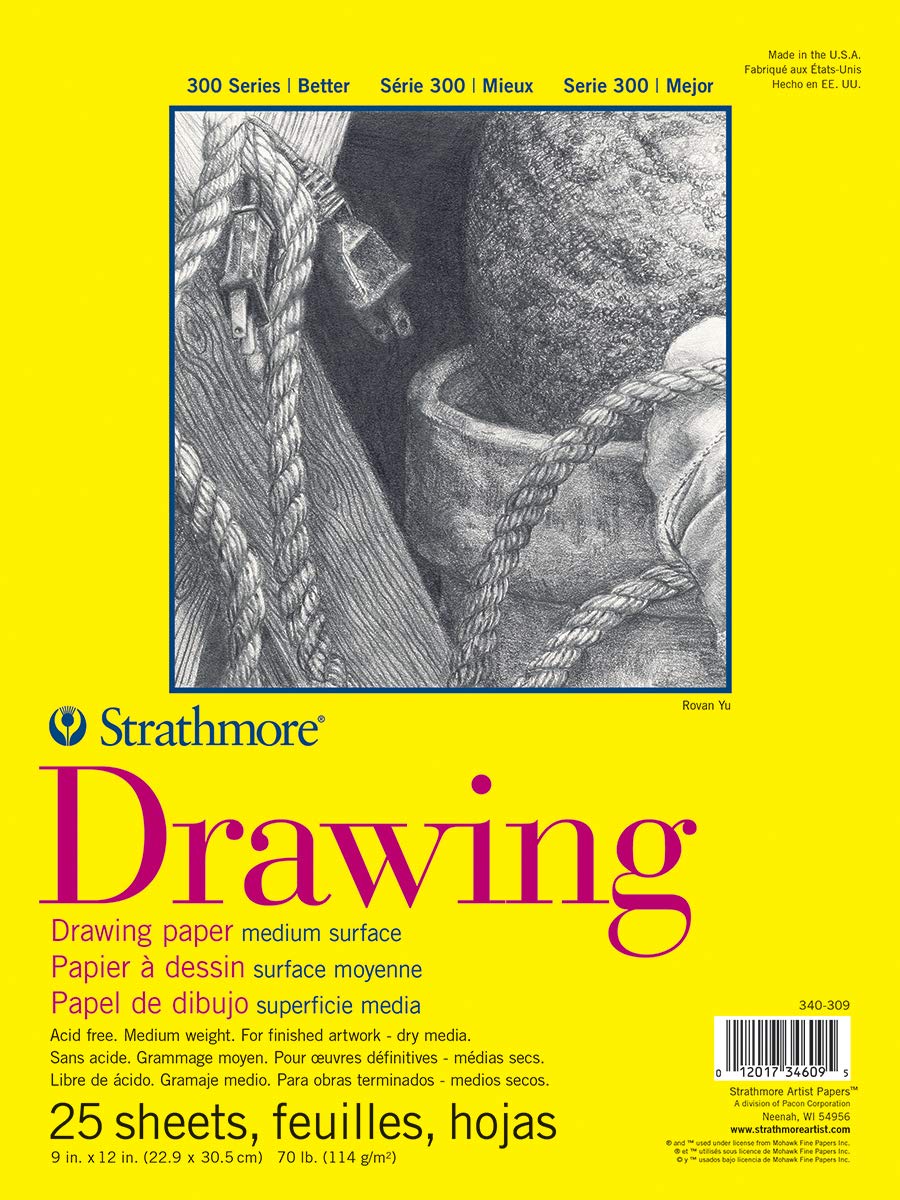 Made in the U.S.A.
Fabriqué aux États-Unis
Hecho en EE. UU.
300 Series | Better Série 300 | Mieux Serie 300 | Mejor
Rovan Yu
Strathmore®
Drawing
Drawing paper medium surface
Papier à dessin surface moyenne
Papel de dibujo superficie media
Acid free. Medium weight. For finished artwork - dry media.
Sans acide. Grammage moyen. Pour œuvres définitives - médias secs.
Libre de ácido. Gramaje medio. Para obras terminados - medios secos.
25 sheets, feuilles, hojas
9 in. x 12 in. (22.9 x 30.5 cm) 70 lb. (114 g/m²)
340-309
0 12017 34609 5
Strathmore Artist Papers™
A division of Pacon Corporation
Neenah, WI 54956
www.strathmoreartist.com
® and ™ used under license from Mohawk Fine Papers Inc.
® et ™ utilisés sous licence de Mohawk Fine Papers Inc.
© y ™ usados bajo licencia de Mohawk Fine Papers Inc.